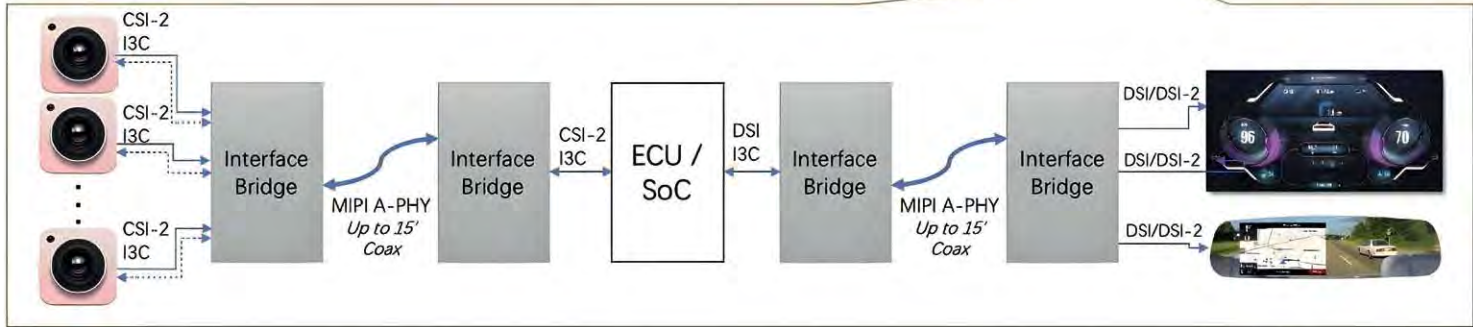 CSI-2
I3C
CSI-2
I3C
CSI-2
I3C
Interface
Bridge
MIPI A-PHY
Up to 15'
Coax
Interface
Bridge
CSI-2
I3C
ECU /
SoC
DSI
I3C
Interface
Bridge
MIPI A-PHY
Up to 15'
Coax
Interface
Bridge
DSI/DSI-2
DSI/DSI-2
DSI/DSI-2
96
70